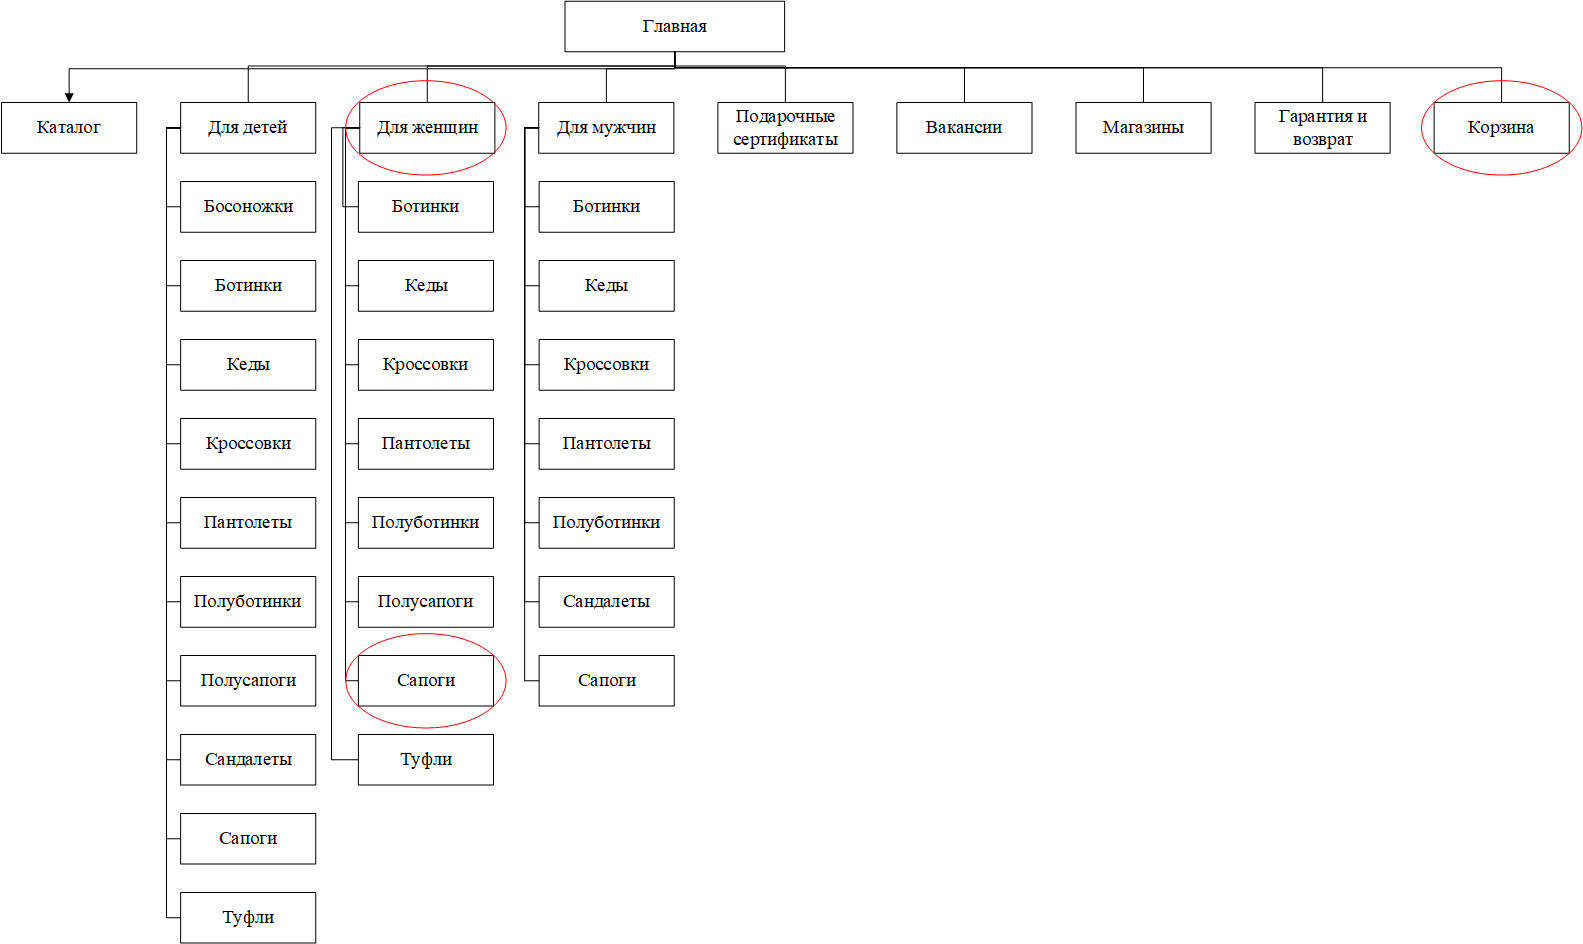 Главная
Каталог
Для детей
Для женщин
Для мужчин
Подарочные
сертификаты
Вакансии
Магазины
Гарантия и
возврат
Корзина
Босоножки
Ботинки
Кеды
Кроссовки
Пантолеты
Полуботинки
Полусапоги
Сандалеты
Сапоги
Туфли
Ботинки
Кеды
Кроссовки
Пантолеты
Полуботинки
Полусапоги
Сапоги
Туфли
Ботинки
Кеды
Кроссовки
Пантолеты
Полуботинки
Сандалеты
Сапоги